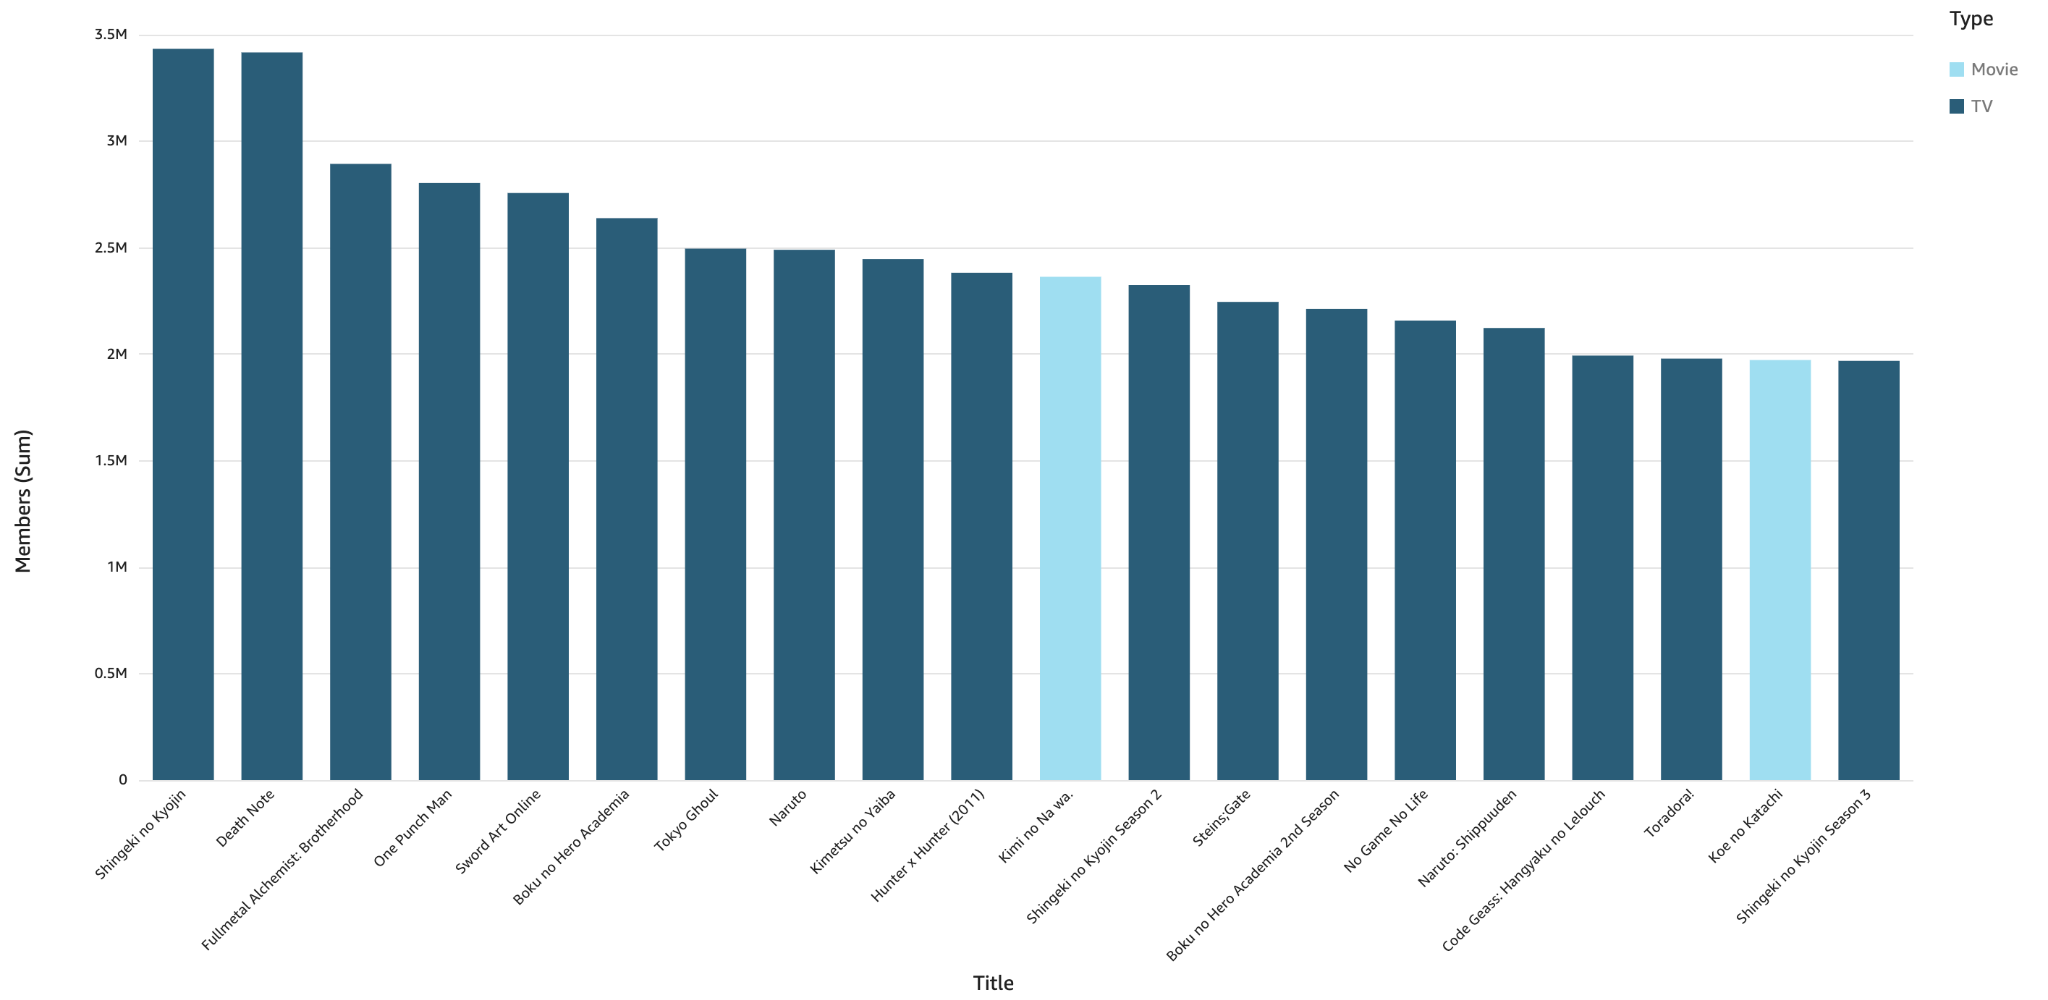 Type
Movie
TV
3.5M
3M
2.5M
2M
1.5M
1M
0.5M
0
Members (Sum)
Shingeki no Kyojin
Death Note
Fullmetal Alchemist: Brotherhood
One Punch Man
Sword Art Online
Boku no Hero Academia
Tokyo Ghoul
Naruto
Kimetsu no Yaiba
Hunter x Hunter (2011)
Kimi no Na wa.
Shingeki no Kyojin Season 2
Steins;Gate
Boku no Hero Academia 2nd Season
No Game No Life
Naruto: Shippuuden
Code Geass: Hangyaku no Lelouch
Toradora!
Koe no Katachi
Shingeki no Kyojin Season 3
Title